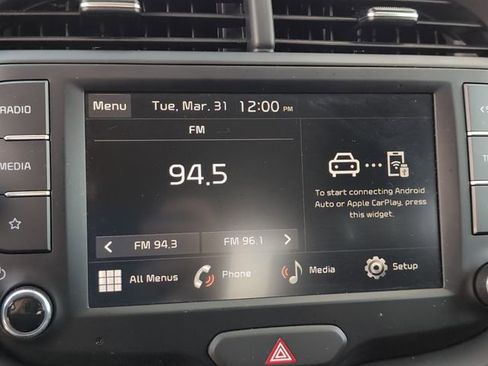 RADIO
MEDIA
Menu
Tue, Mar. 31 12:00 PM
FM
94.5
FM 94.3
FM 96.1
To start connecting Android
Auto or Apple CarPlay, press
this widget.
All Menus
Phone
Media
Setup